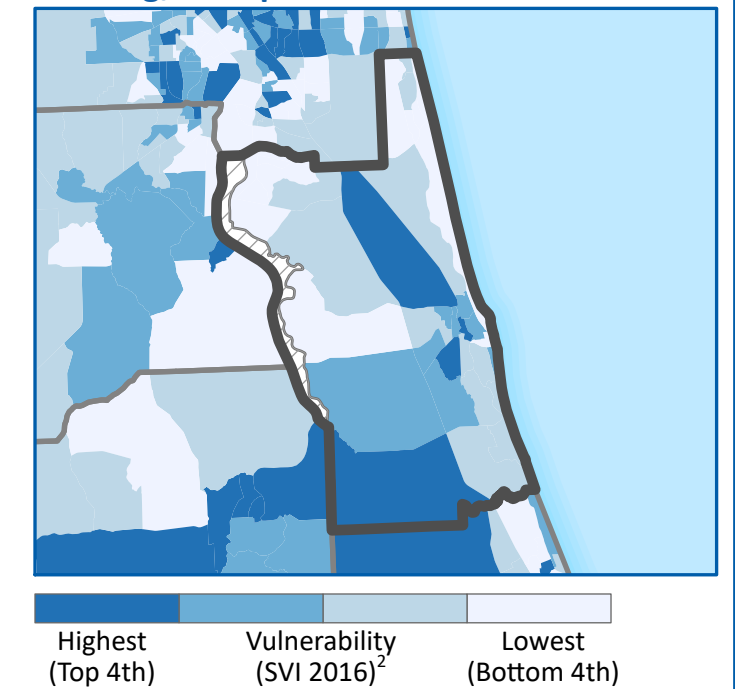 Highest
(Top 4th)
Vulnerability
(SVI 2016)2
Lowest
(Bottom 4th)